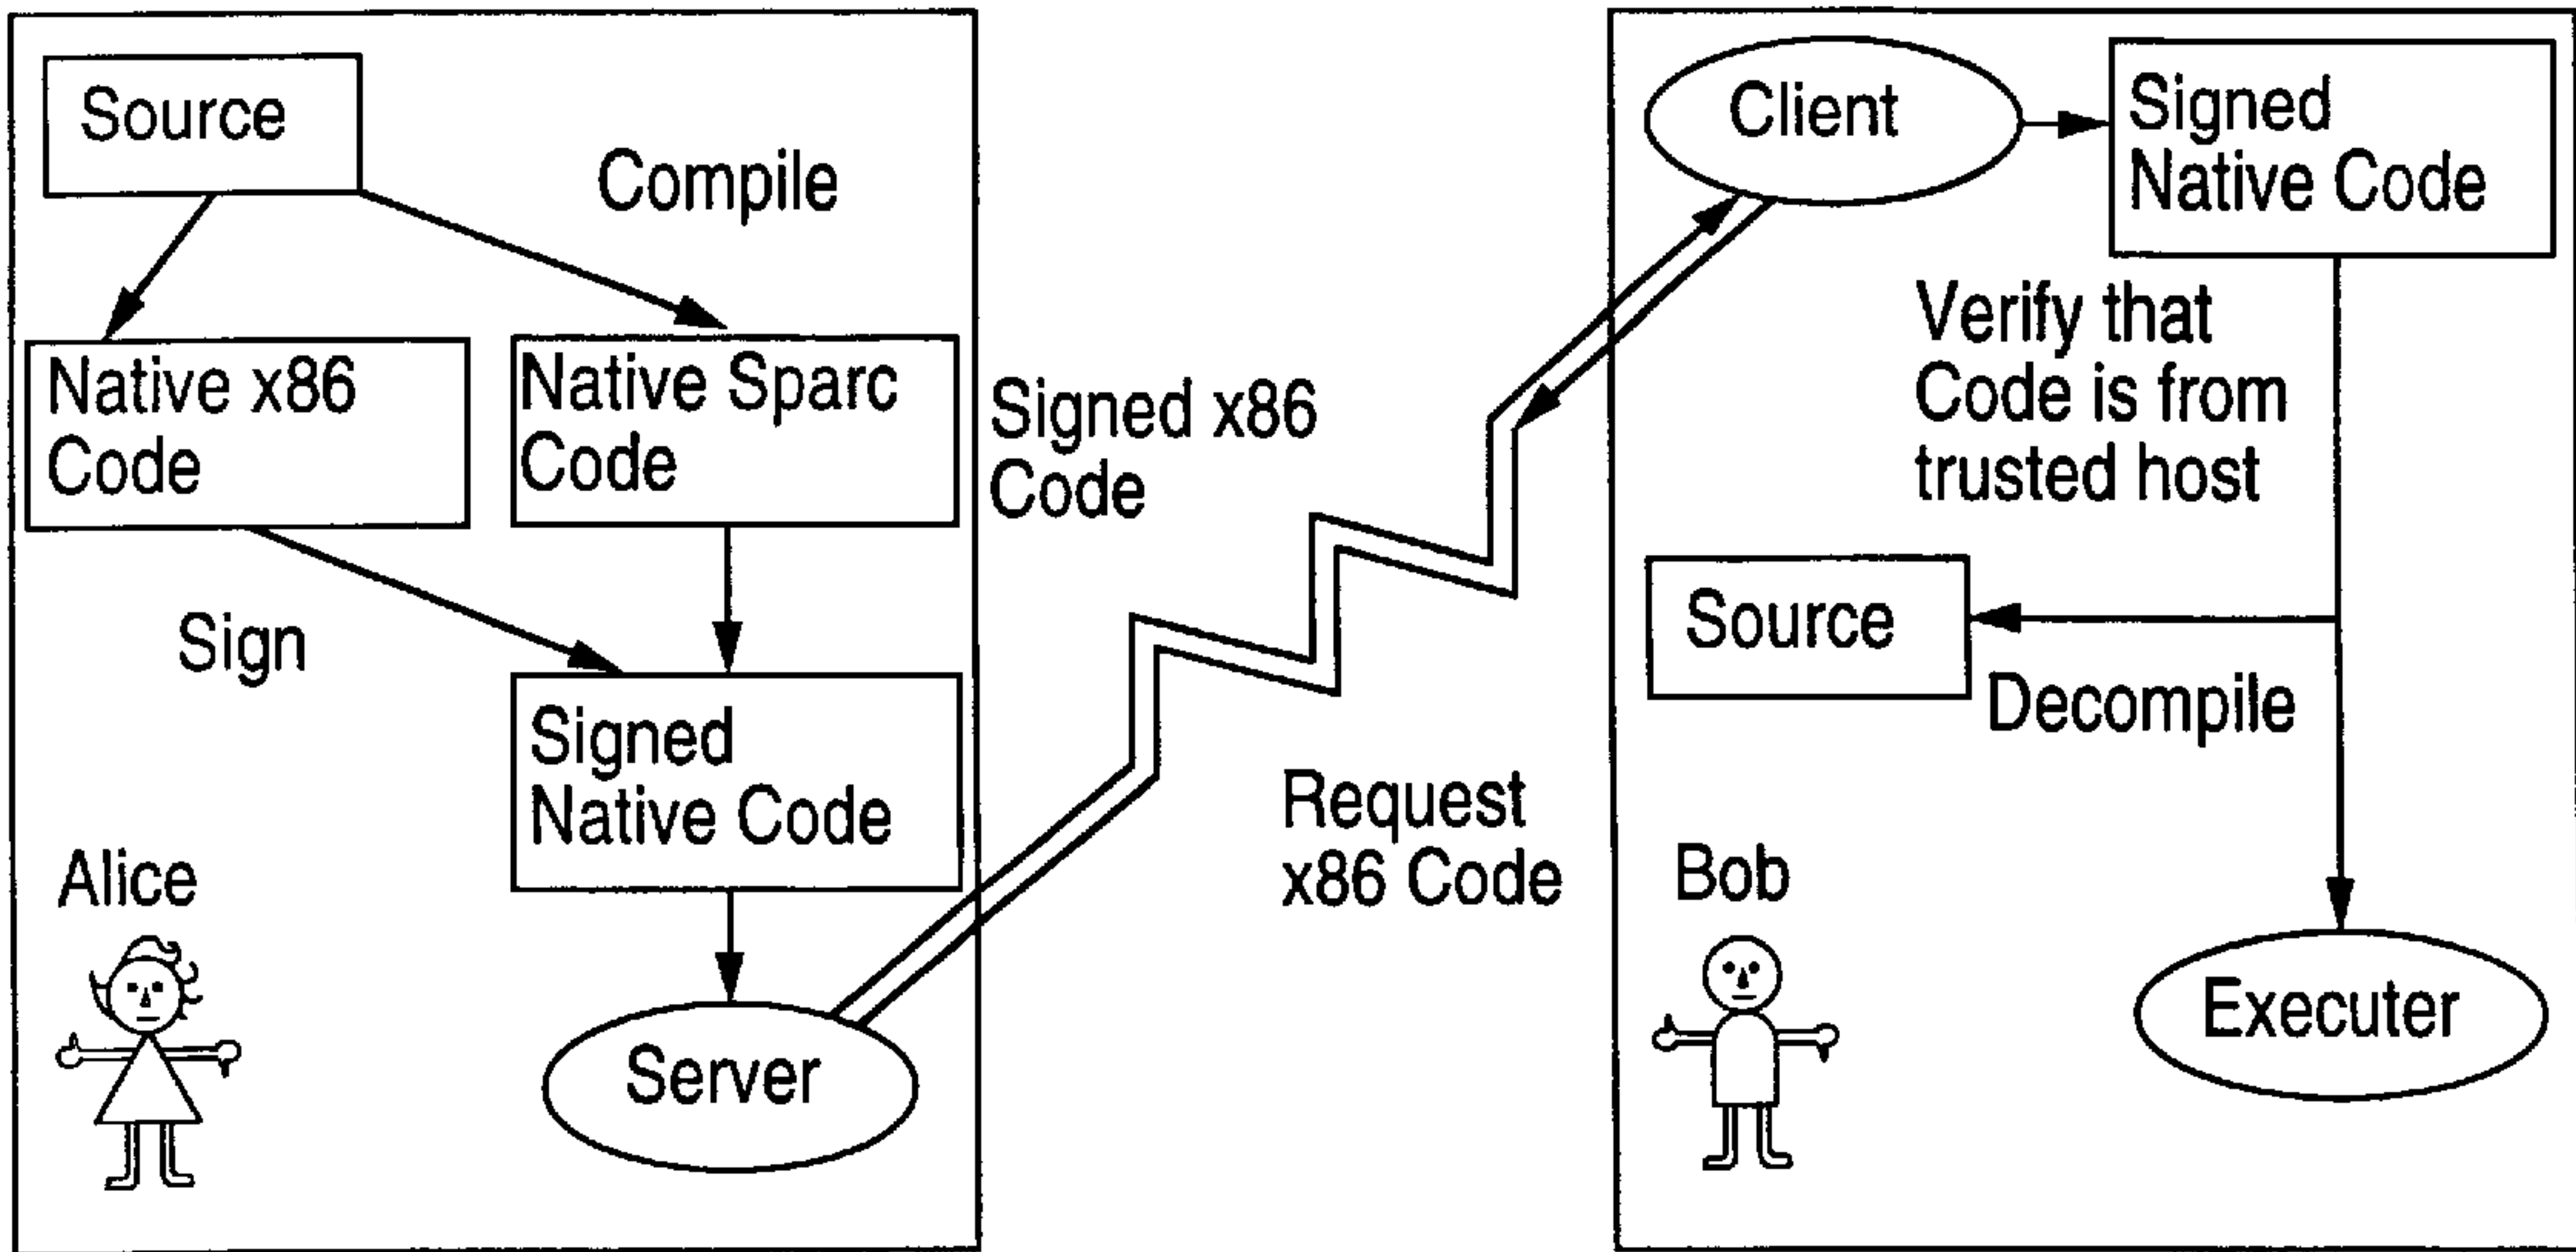 Source
Compile
Native x86
Code
Native Sparc
Code
Sign
Signed
Native Code
Alice
Server
Signed x86
Code
Request
x86 Code
Client
Signed
Native Code
Verify that
Code is from
trusted host
Source
Decompile
Bob
Executer